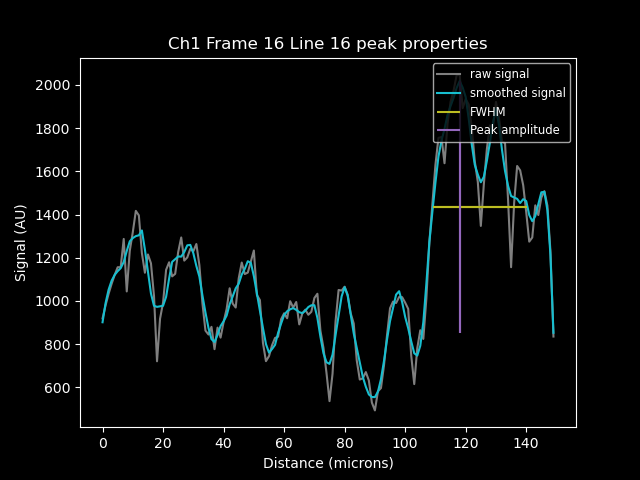 Ch1 Frame 16 Line 16 peak properties
raw signal
smoothed signal
FWHM
Peak amplitude
2000
1800
1600
1400
1200
1000
800
600
Signal (AU)
0 20 40 60 80 100 120 140
Distance (microns)